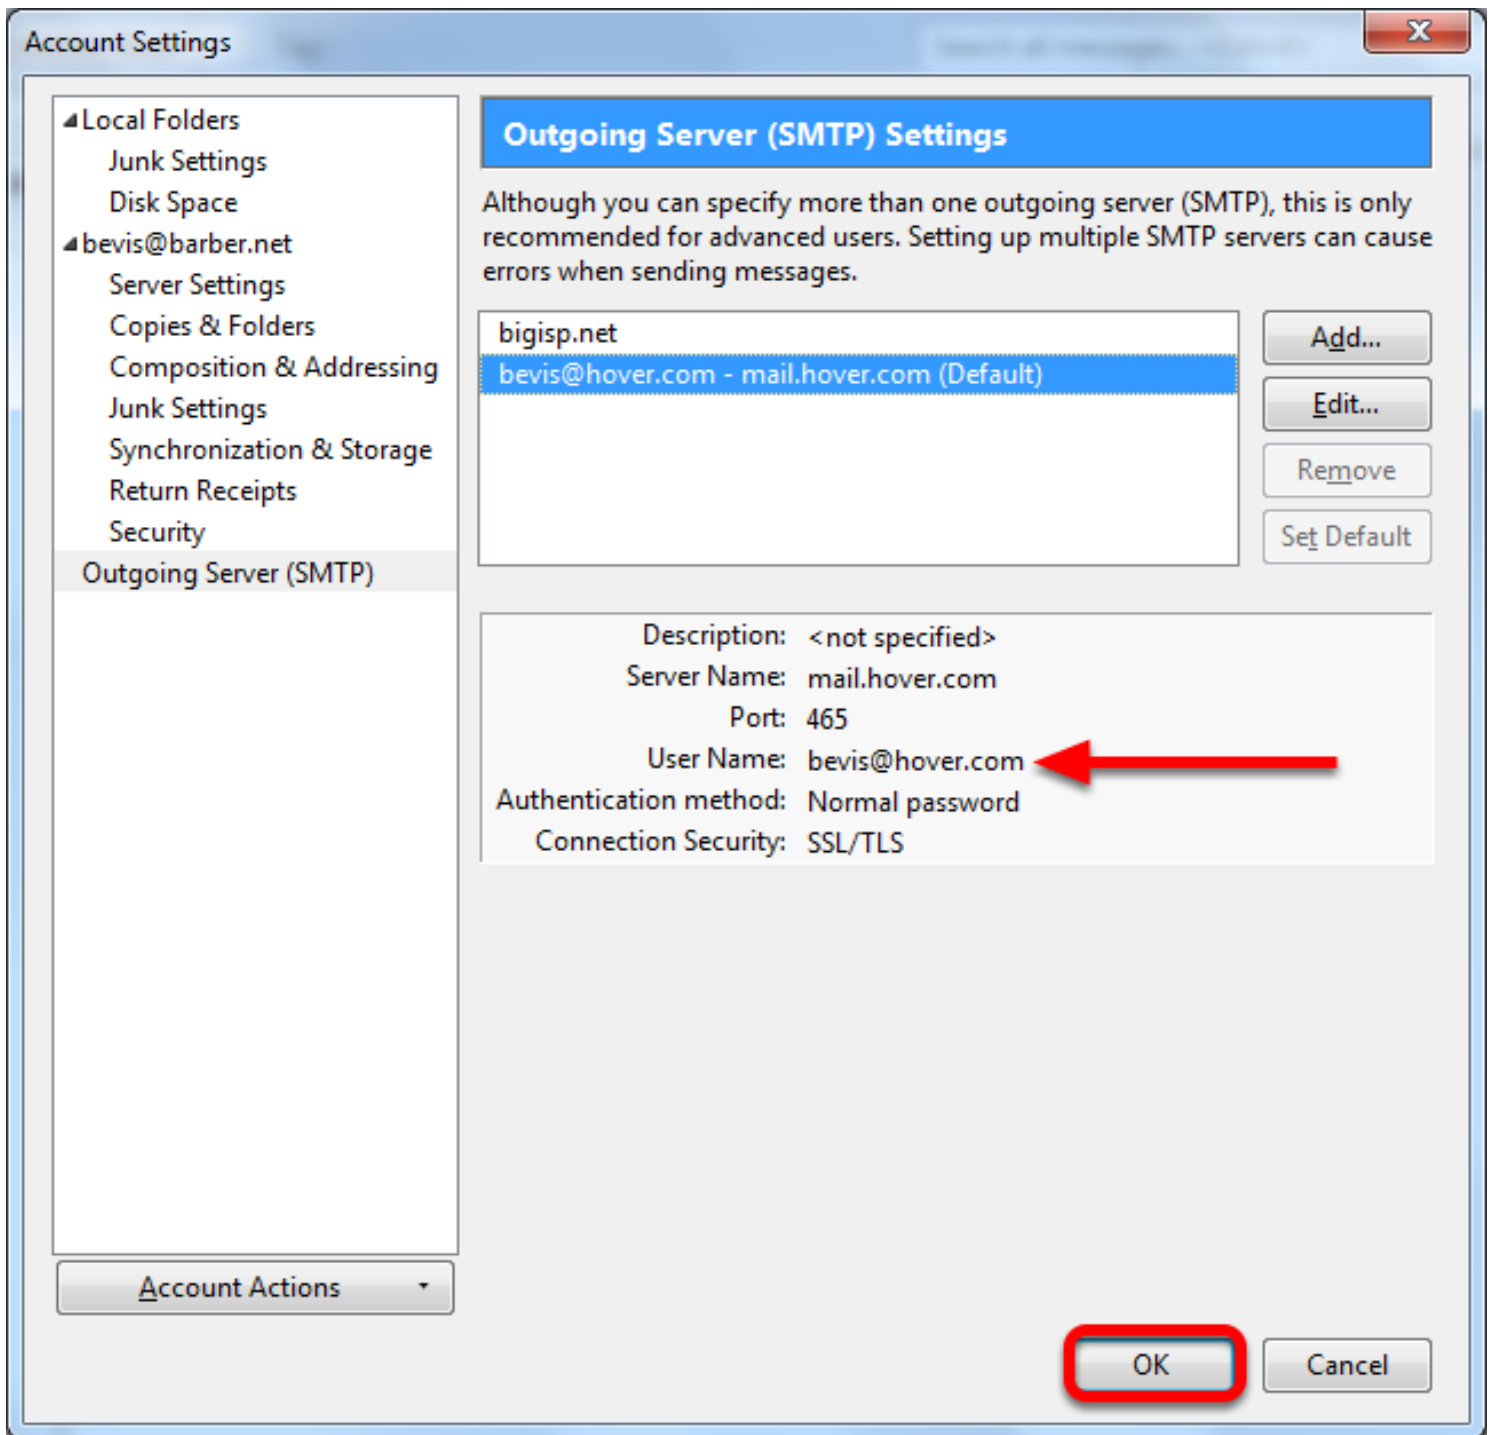 Account Settings
Local Folders
Junk Settings
Disk Space
bevis@barber.net
Server Settings
Copies & Folders
Composition & Addressing
Junk Settings
Synchronization & Storage
Return Receipts
Security
Outgoing Server (SMTP)
Account Actions
Outgoing Server (SMTP) Settings
Although you can specify more than one outgoing server (SMTP), this is only
recommended for advanced users. Setting up multiple SMTP servers can cause
errors when sending messages.
bigisp.net
bevis@hover.com - mail.hover.com (Default)
Add...
Edit...
Remove
Set Default
Description: <not specified>
Server Name: mail.hover.com
Port: 465
User Name: bevis@hover.com
Authentication method: Normal password
Connection Security: SSL/TLS
OK
Cancel